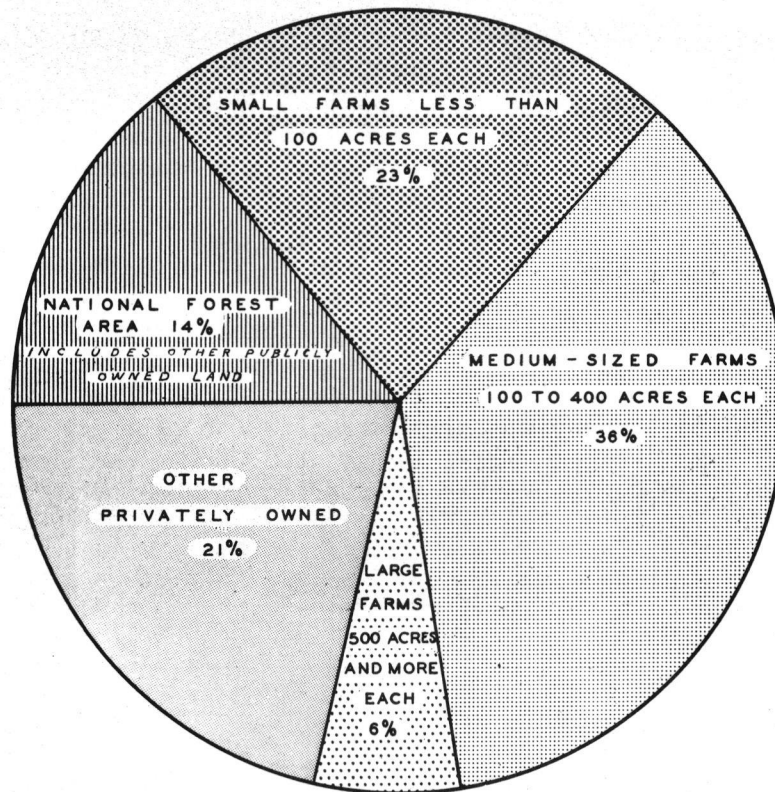 SMALL FARMS LESS THAN
100 ACRES EACH
23%
NATIONAL FOREST
AREA 14%
INCLUDES OTHER PUBLICLY
OWNED LAND
MEDIUM-SIZED FARMS
100 TO 400 ACRES EACH
36%
OTHER
PRIVATELY OWNED
21%
LARGE
FARMS
500 ACRES
AND MORE
EACH
6%